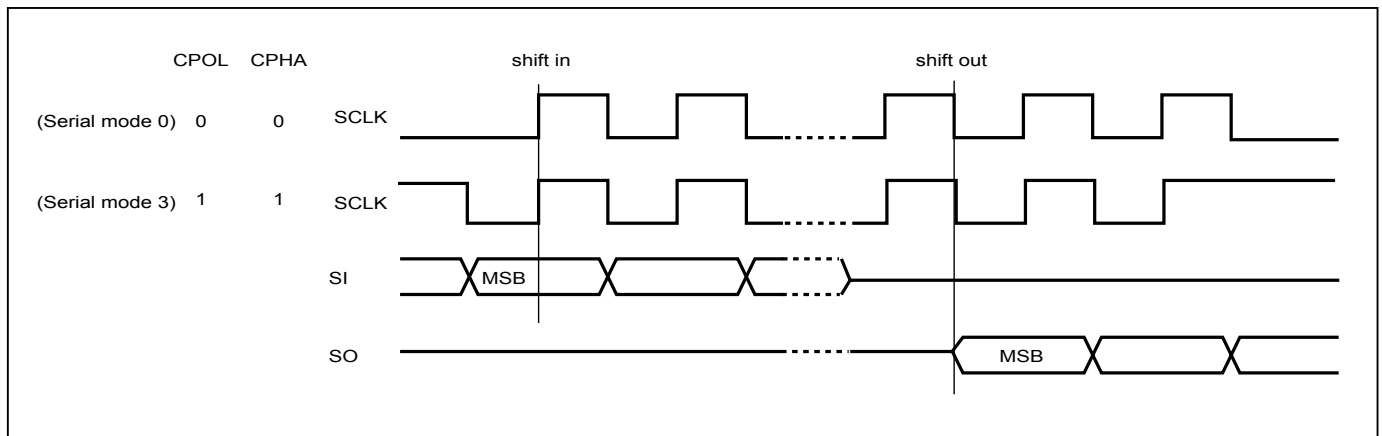 CPOL CPHA shift in shift out
(Serial mode 0) 0 0 SCLK
(Serial mode 3) 1 1 SCLK
SI MSB
SO MSB